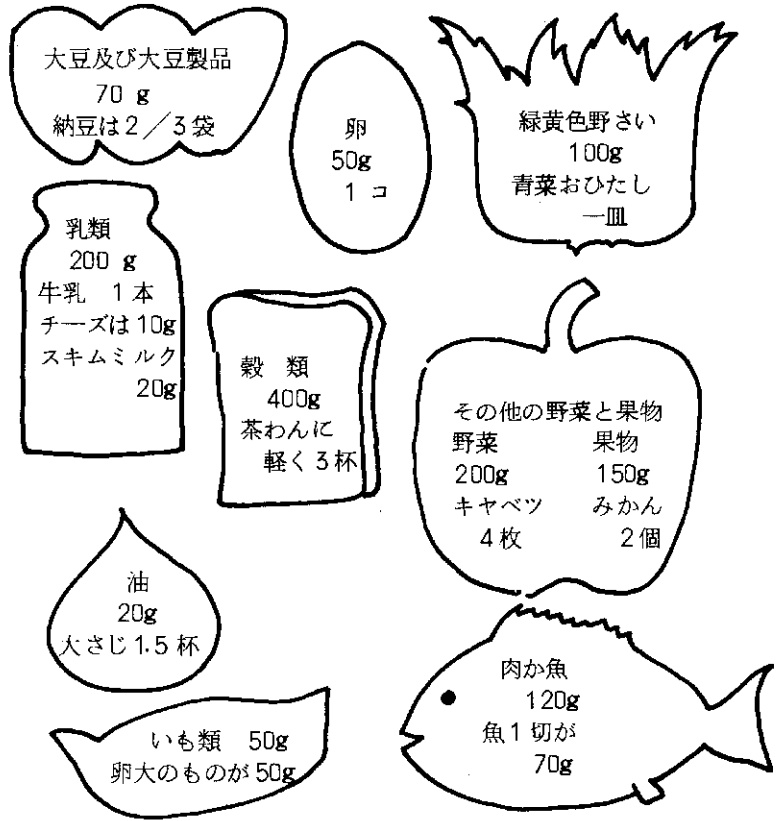 大豆及び大豆製品
70 g
納豆は2／3袋
卵
50g
1コ
緑黄色野さい
100g
青菜おひたし
一皿
乳類
200 g
牛乳 1本
チーズは10g
スキムミルク
20g
穀 類
400g
茶わんに
軽く3杯
その他の野菜と果物
野菜 果物
200g 150g
キャベツ みかん
4枚 2個
油
20g
大さじ1.5杯
肉か魚
120g
魚1切が
70g
いも類 50g
卵大のものが50g